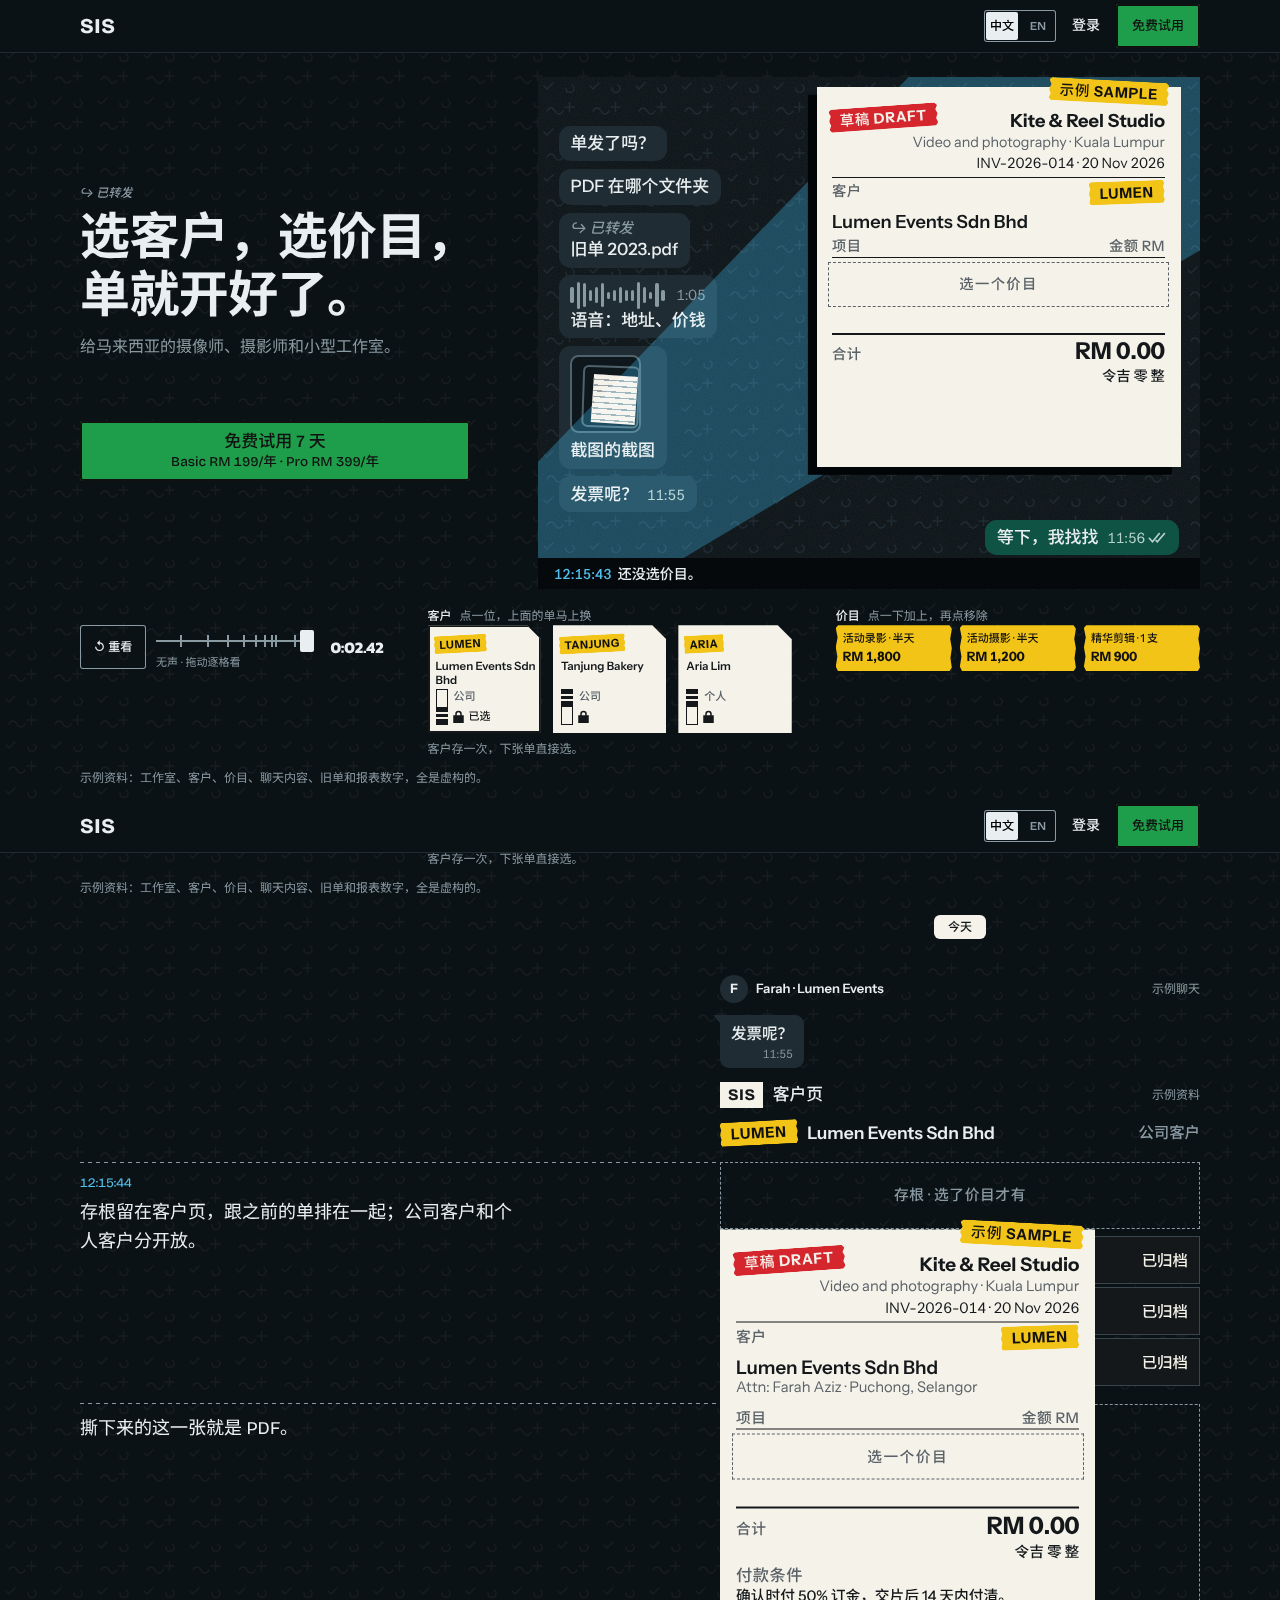 SIS
中文 EN 登录 免费试用
已转发
选客户，选价目，
单就开好了。
给马来西亚的摄像师、摄影师和小型工作室。
免费试用 7 天
Basic RM 199/年 · Pro RM 399/年
单发了吗？
PDF 在哪个文件夹
已转发
旧单 2023.pdf
1:05
语音：地址、价钱
截图的截图
发票呢？ 11:55
示例 SAMPLE
草稿 DRAFT
Kite & Reel Studio
Video and photography · Kuala Lumpur
INV-2026-014 · 20 Nov 2026
客户 LUMEN
Lumen Events Sdn Bhd
项目 金额 RM
选一个价目
合计 RM 0.00
令吉 零 整
等下，我找找 11:56
12:15:43 还没选价目。
重看
无声 · 拖动逐格看
0:02.42
客户 点一位，上面的单马上换
LUMEN
Lumen Events Sdn
Bhd
公司
已选
TANJUNG
Tanjung Bakery
公司
ARIA
Aria Lim
个人
客户存一次，下张单直接选。
价目 点一下加上，再点移除
活动录影 · 半天
RM 1,800
活动摄影 · 半天
RM 1,200
精华剪辑 · 1 支
RM 900
示例资料：工作室、客户、价目、聊天内容、旧单和报表数字，全是虚构的。
SIS
中文 EN 登录 免费试用
客户存一次，下张单直接选。
示例资料：工作室、客户、价目、聊天内容、旧单和报表数字，全是虚构的。
今天
F Farah · Lumen Events 示例聊天
发票呢？
11:55
SIS 客户页 示例资料
LUMEN Lumen Events Sdn Bhd 公司客户
12:15:44
存根留在客户页，跟之前的单排在一起；公司客户和个
人客户分开放。
存根 · 选了价目才有
示例 SAMPLE
草稿 DRAFT
Kite & Reel Studio
Video and photography · Kuala Lumpur
INV-2026-014 · 20 Nov 2026
客户 LUMEN
Lumen Events Sdn Bhd
Attn: Farah Aziz · Puchong, Selangor
项目 金额 RM
选一个价目
合计 RM 0.00
令吉 零 整
付款条件
确认时付 50% 订金，交片后 14 天内付清。
已归档
已归档
已归档
撕下来的这一张就是 PDF。